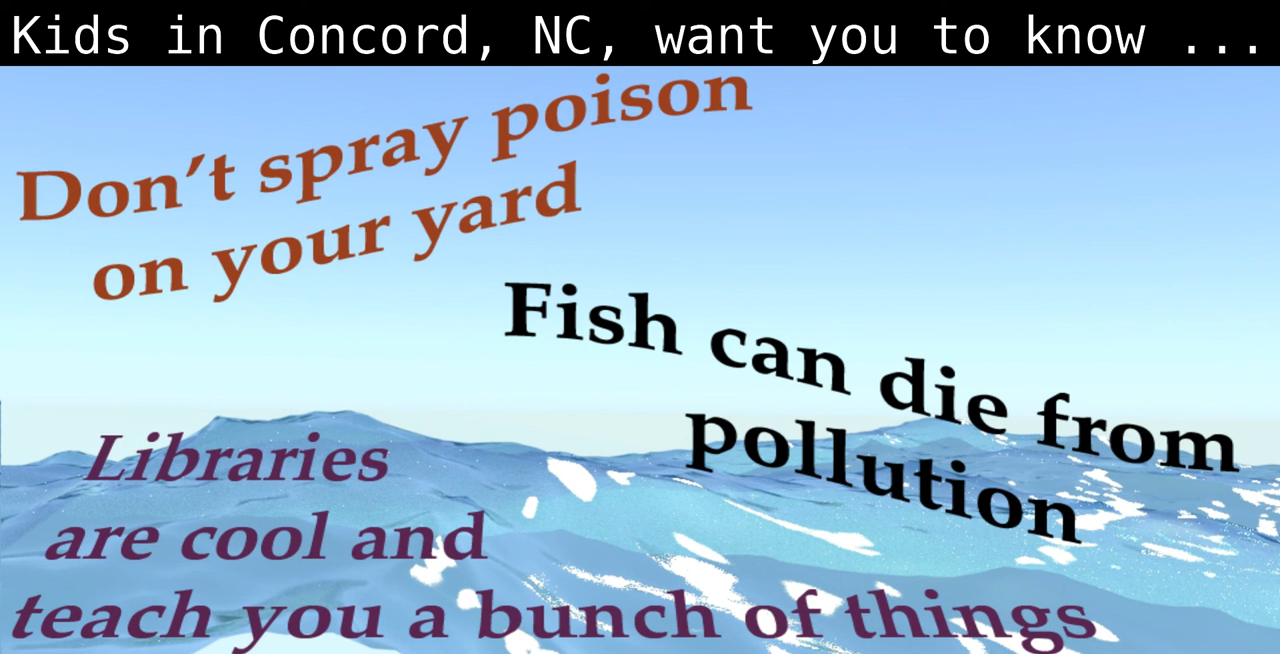 Kids in Concord, NC, want you to know ...
Don’t spray poison
on your yard
Fish can die from
pollution
Libraries
are cool and
teach you a bunch of things